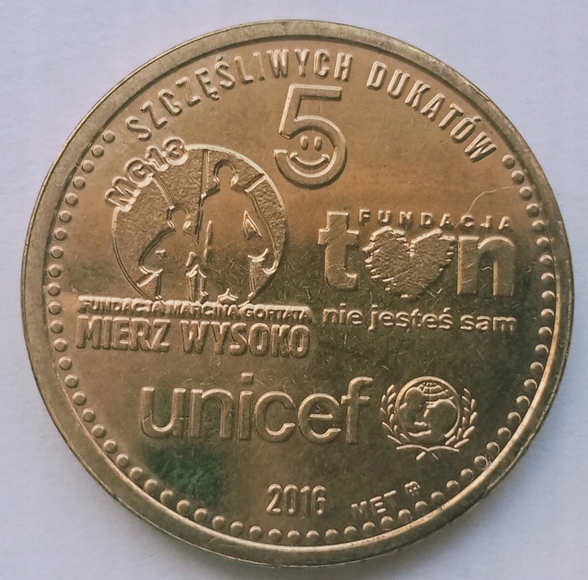 SZCZĘŚLIWYCH DUKATÓW
5
MG13
FUNDACJA MARCINA GORTATA
MIERZ WYSOKO
FUNDACJA
tvn
nie jesteś sam
unicef
2016
MET